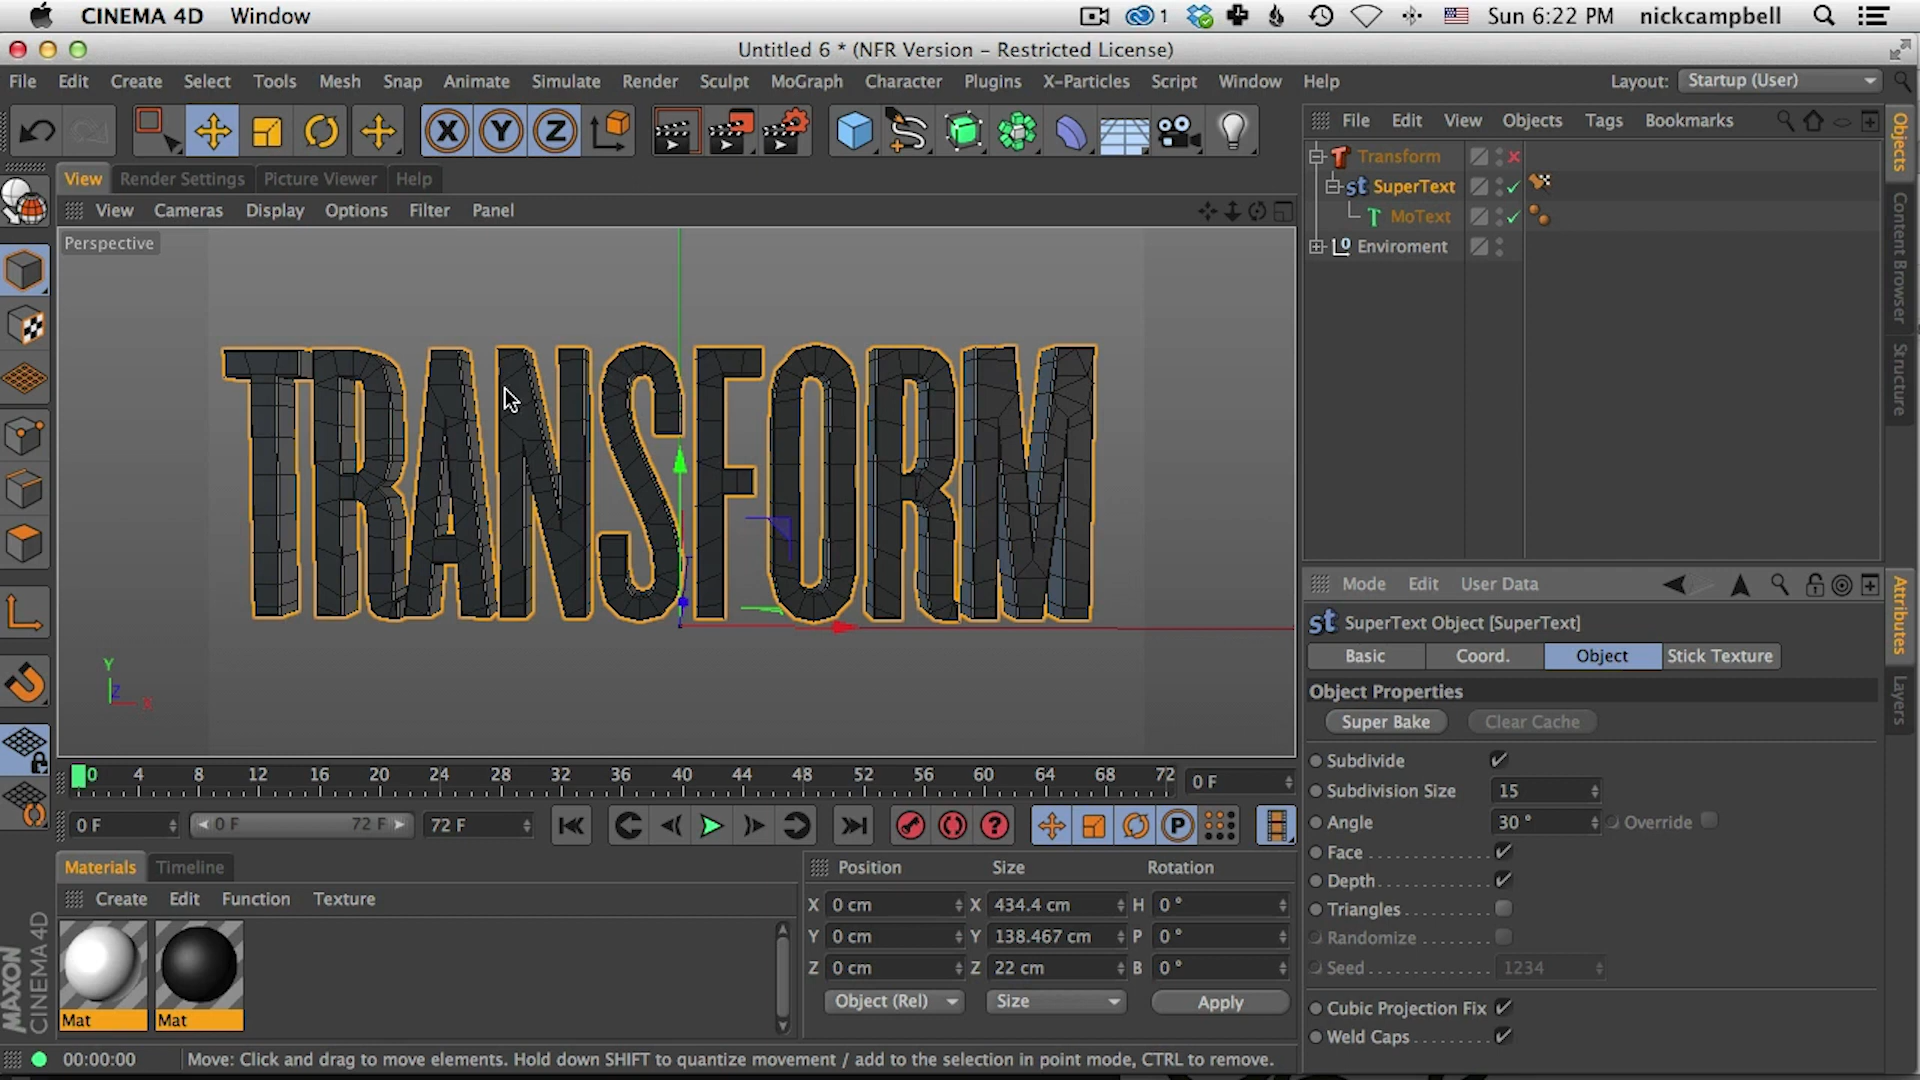 CINEMA 4D Window 1 Sun 6:22 PM nickcampbell
Untitled 6 * (NFR Version - Restricted License)
File Edit Create Select Tools Mesh Snap Animate Simulate Render Sculpt MoGraph Character Plugins X-Particles Script Window Help Layout: Startup (User)
X Y Z
File Edit View Objects Tags Bookmarks
View Render Settings Picture Viewer Help
View Cameras Display Options Filter Panel
Perspective
Transform
st SuperText
MoText
Enviroment
Objects
Content Browser
Structure
TRANSFORM
Y
Z
X
Mode Edit User Data
st SuperText Object [SuperText]
Basic Coord. Object Stick Texture
Object Properties
Super Bake Clear Cache
Subdivide
Subdivision Size 15
Angle 30 ° Override
Face
Depth
Triangles
Randomize
Seed 1234
Cubic Projection Fix
Weld Caps
Attributes
Layers
0 4 8 12 16 20 24 28 32 36 40 44 48 52 56 60 64 68 72 0 F
0 F 0 F 72 F 72 F ? P
Materials Timeline
Create Edit Function Texture
Mat Mat
Position Size Rotation
X 0 cm X 434.4 cm H 0 °
Y 0 cm Y 138.467 cm P 0 °
Z 0 cm Z 22 cm B 0 °
Object (Rel) Size Apply
MAXON
CINEMA 4D
00:00:00 Move: Click and drag to move elements. Hold down SHIFT to quantize movement / add to the selection in point mode, CTRL to remove.